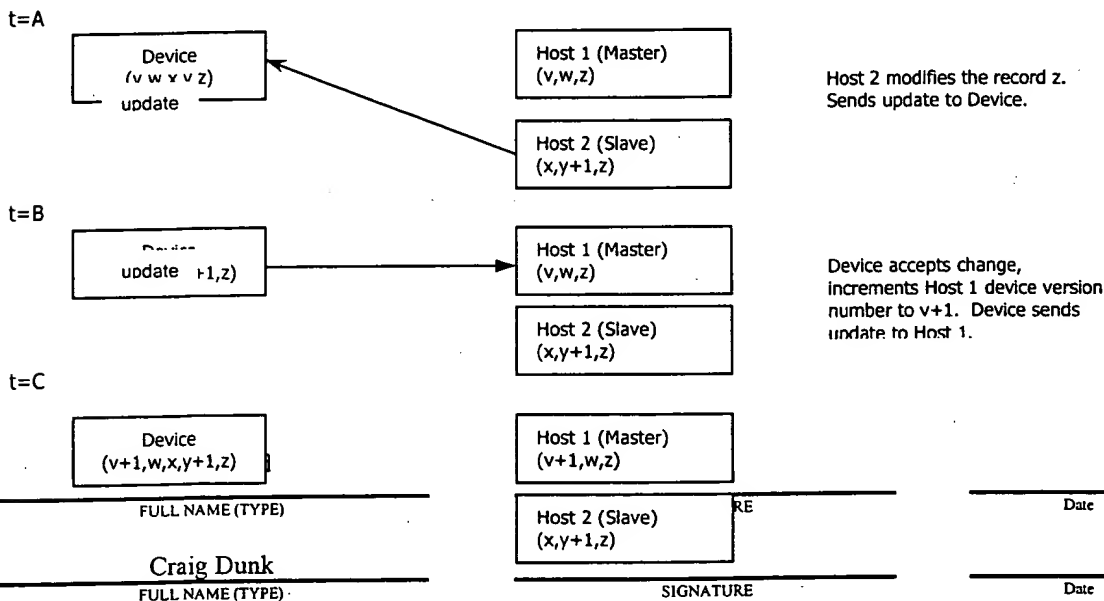 t=A
Device
(v,w,x,y,z)
update
Host 1 (Master)
(v,w,z)
Host 2 modifies the record z.
Sends update to Device.
Host 2 (Slave)
(x,y+1,z)
t=B
update +1,z)
Host 1 (Master)
(v,w,z)
Device accepts change,
increments Host 1 device version
number to v+1. Device sends
update to Host 1.
Host 2 (Slave)
(x,y+1,z)
t=C
Device
(v+1,w,x,y+1,z)
Host 1 (Master)
(v+1,w,z)
FULL NAME (TYPE)
RE
Date
Host 2 (Slave)
(x,y+1,z)
Craig Dunk
FULL NAME (TYPE)
SIGNATURE
Date